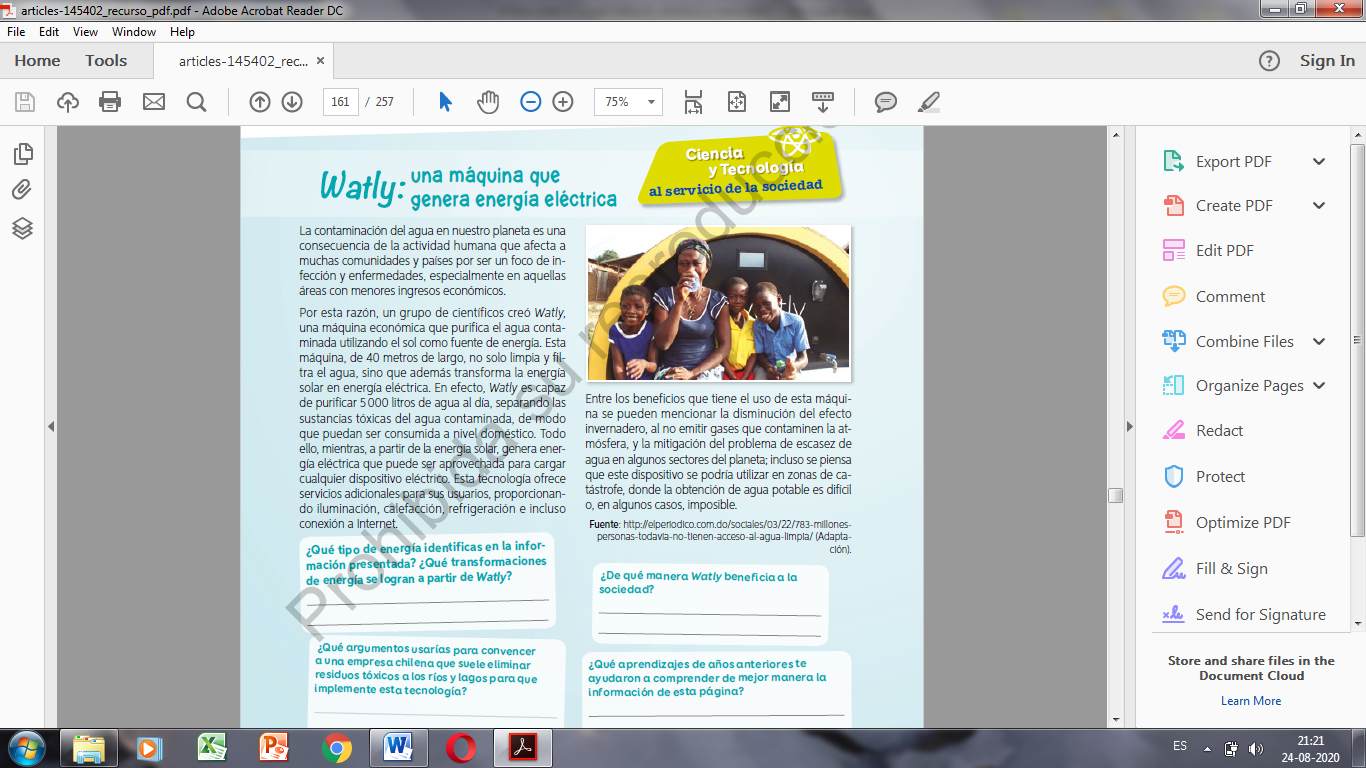 articles-145402_recurso_pdf.pdf - Adobe Acrobat Reader DC
File Edit View Window Help
Home Tools articles-145402_rec... × Sign In
161 / 257 75%
Ciencia
y Tecnología
al servicio de la sociedad
Watly: una máquina que
genera energía eléctrica
La contaminación del agua en nuestro planeta es una
consecuencia de la actividad humana que afecta a
muchas comunidades y países por ser un foco de in-
fección y enfermedades, especialmente en aquellas
áreas con menores ingresos económicos.
Por esta razón, un grupo de científicos creó Watly,
una máquina económica que purifica el agua conta-
minada utilizando el sol como fuente de energía. Esta
máquina, de 40 metros de largo, no solo limpia y fil-
tra el agua, sino que además transforma la energía
solar en energía eléctrica. En efecto, Watly es capaz
de purificar 5 000 litros de agua al día, separando las
sustancias tóxicas del agua contaminada, de modo
que puedan ser consumida a nivel doméstico. Todo
ello, mientras, a partir de la energía solar, genera ener-
gía eléctrica que puede ser aprovechada para cargar
cualquier dispositivo eléctrico. Esta tecnología ofrece
servicios adicionales para sus usuarios, proporcionan-
do iluminación, calefacción, refrigeración e incluso
conexión a Internet.
¿Qué tipo de energía identificas en la infor-
mación presentada? ¿Qué transformaciones
de energía se logran a partir de Watly?
¿Qué argumentos usarías para convencer
a una empresa chilena que suele eliminar
residuos tóxicos a los ríos y lagos para que
implemente esta tecnología?
Entre los beneficios que tiene el uso de esta máqui-
na se pueden mencionar la disminución del efecto
invernadero, al no emitir gases que contaminen la at-
mósfera, y la mitigación del problema de escasez de
agua en algunos sectores del planeta; incluso se piensa
que este dispositivo se podría utilizar en zonas de ca-
tástrofe, donde la obtención de agua potable es difícil
o, en algunos casos, imposible.
Fuente: http://elperiodico.com.do/sociales/03/22/783-millones-
personas-todavia-no-tienen-acceso-al-agua-limpia/ (Adapta-
ción).
¿De qué manera Watly beneficia a la
sociedad?
¿Qué aprendizajes de años anteriores te
ayudaron a comprender de mejor manera la
información de esta página?
Prohibida su reproducc
Export PDF
Create PDF
Edit PDF
Comment
Combine Files
Organize Pages
Redact
Protect
Optimize PDF
Fill & Sign
Send for Signature
Store and share files in the
Document Cloud
Learn More
ES
21:21
24-08-2020